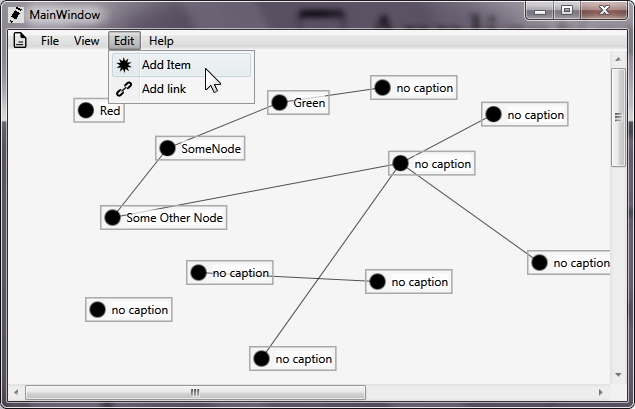 MainWindow
File View Edit Help
Add Item
Add link
Red
Green
no caption
no caption
SomeNode
no caption
Some Other Node
no caption
no caption
no caption
no caption
no caption